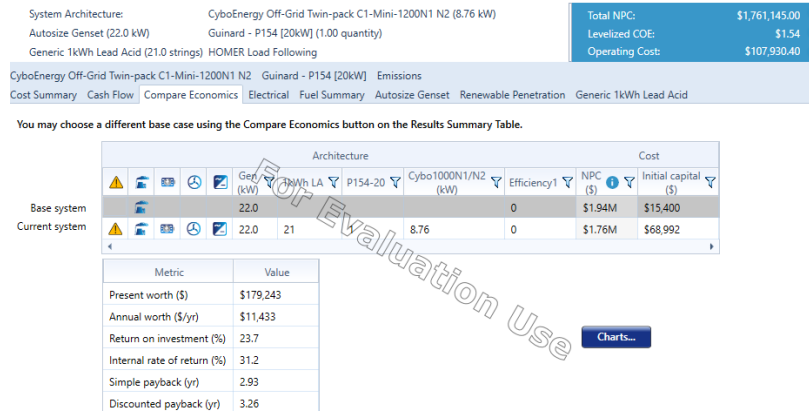 System Architecture: CyboEnergy Off-Grid Twin-pack C1-Mini-1200N1 N2 (8.76 kW)
Autosize Genset (22.0 kW) Guinard - P154 [20kW] (1.00 quantity)
Generic 1kWh Lead Acid (21.0 strings) HOMER Load Following
Total NPC: $1,761,145.00
Levelized COE: $1.54
Operating Cost: $107,930.40
CyboEnergy Off-Grid Twin-pack C1-Mini-1200N1 N2 Guinard - P154 [20kW] Emissions
Cost Summary Cash Flow Compare Economics Electrical Fuel Summary Autosize Genset Renewable Penetration Generic 1kWh Lead Acid
You may choose a different base case using the Compare Economics button on the Results Summary Table.
Architecture Cost
Gen (kW) 1kWh LA P154-20 Cybo1000N1/N2 (kW) Efficiency1 NPC ($) Initial capital ($)
Base system 22.0 0 $1.94M $15,400
Current system 22.0 21 1 8.76 0 $1.76M $68,992
Metric Value
Present worth ($) $179,243
Annual worth ($/yr) $11,433
Return on investment (%) 23.7
Internal rate of return (%) 31.2
Simple payback (yr) 2.93
Discounted payback (yr) 3.26
Charts...
For Evaluation Use